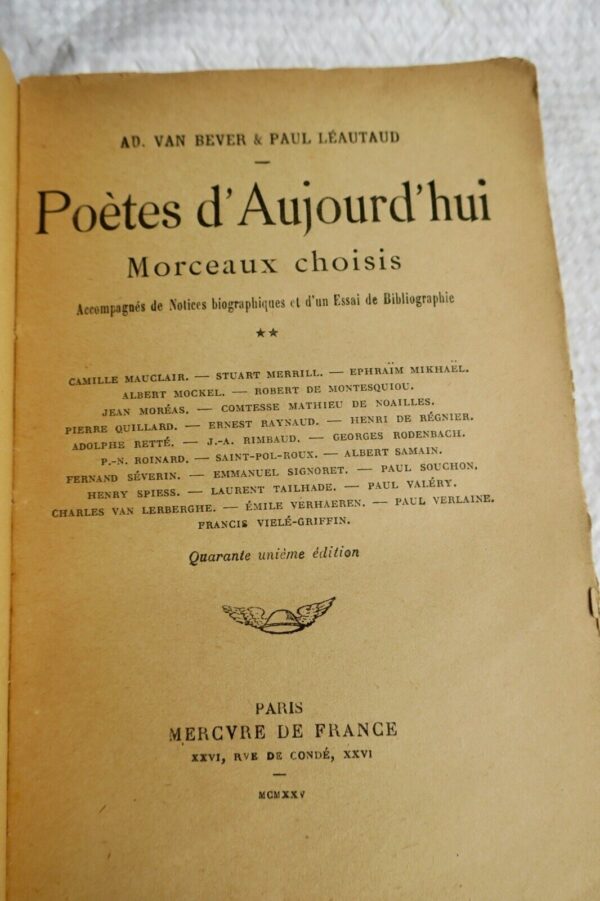 AD. VAN BEVER & PAUL LÉAUTAUD
—
Poètes d'Aujourd'hui
Morceaux choisis
Accompagnés de Notices biographiques et d'un Essai de Bibliographie
★★
CAMILLE MAUCLAIR. — STUART MERRILL. — EPHRAÏM MIKHAËL.
ALBERT MOCKEL. — ROBERT DE MONTESQUIOU.
JEAN MORÉAS. — COMTESSE MATHIEU DE NOAILLES.
PIERRE QUILLARD. — ERNEST RAYNAUD. — HENRI DE RÉGNIER.
ADOLPHE RETTÉ. — J.-A. RIMBAUD. — GEORGES RODENBACH.
P.-N. ROINARD. — SAINT-POL-ROUX. — ALBERT SAMAIN.
FERNAND SÉVERIN. — EMMANUEL SIGNORET. — PAUL SOUCHON.
HENRY SPIESS. — LAURENT TAILHADE. — PAUL VALÉRY.
CHARLES VAN LERBERGHE. — ÉMILE VERHAEREN. — PAUL VERLAINE.
FRANCIS VIELÉ-GRIFFIN.
Quarante unième édition
PARIS
MERCVRE DE FRANCE
XXVI, RVE DE CONDÉ, XXVI
—
MCMXXV